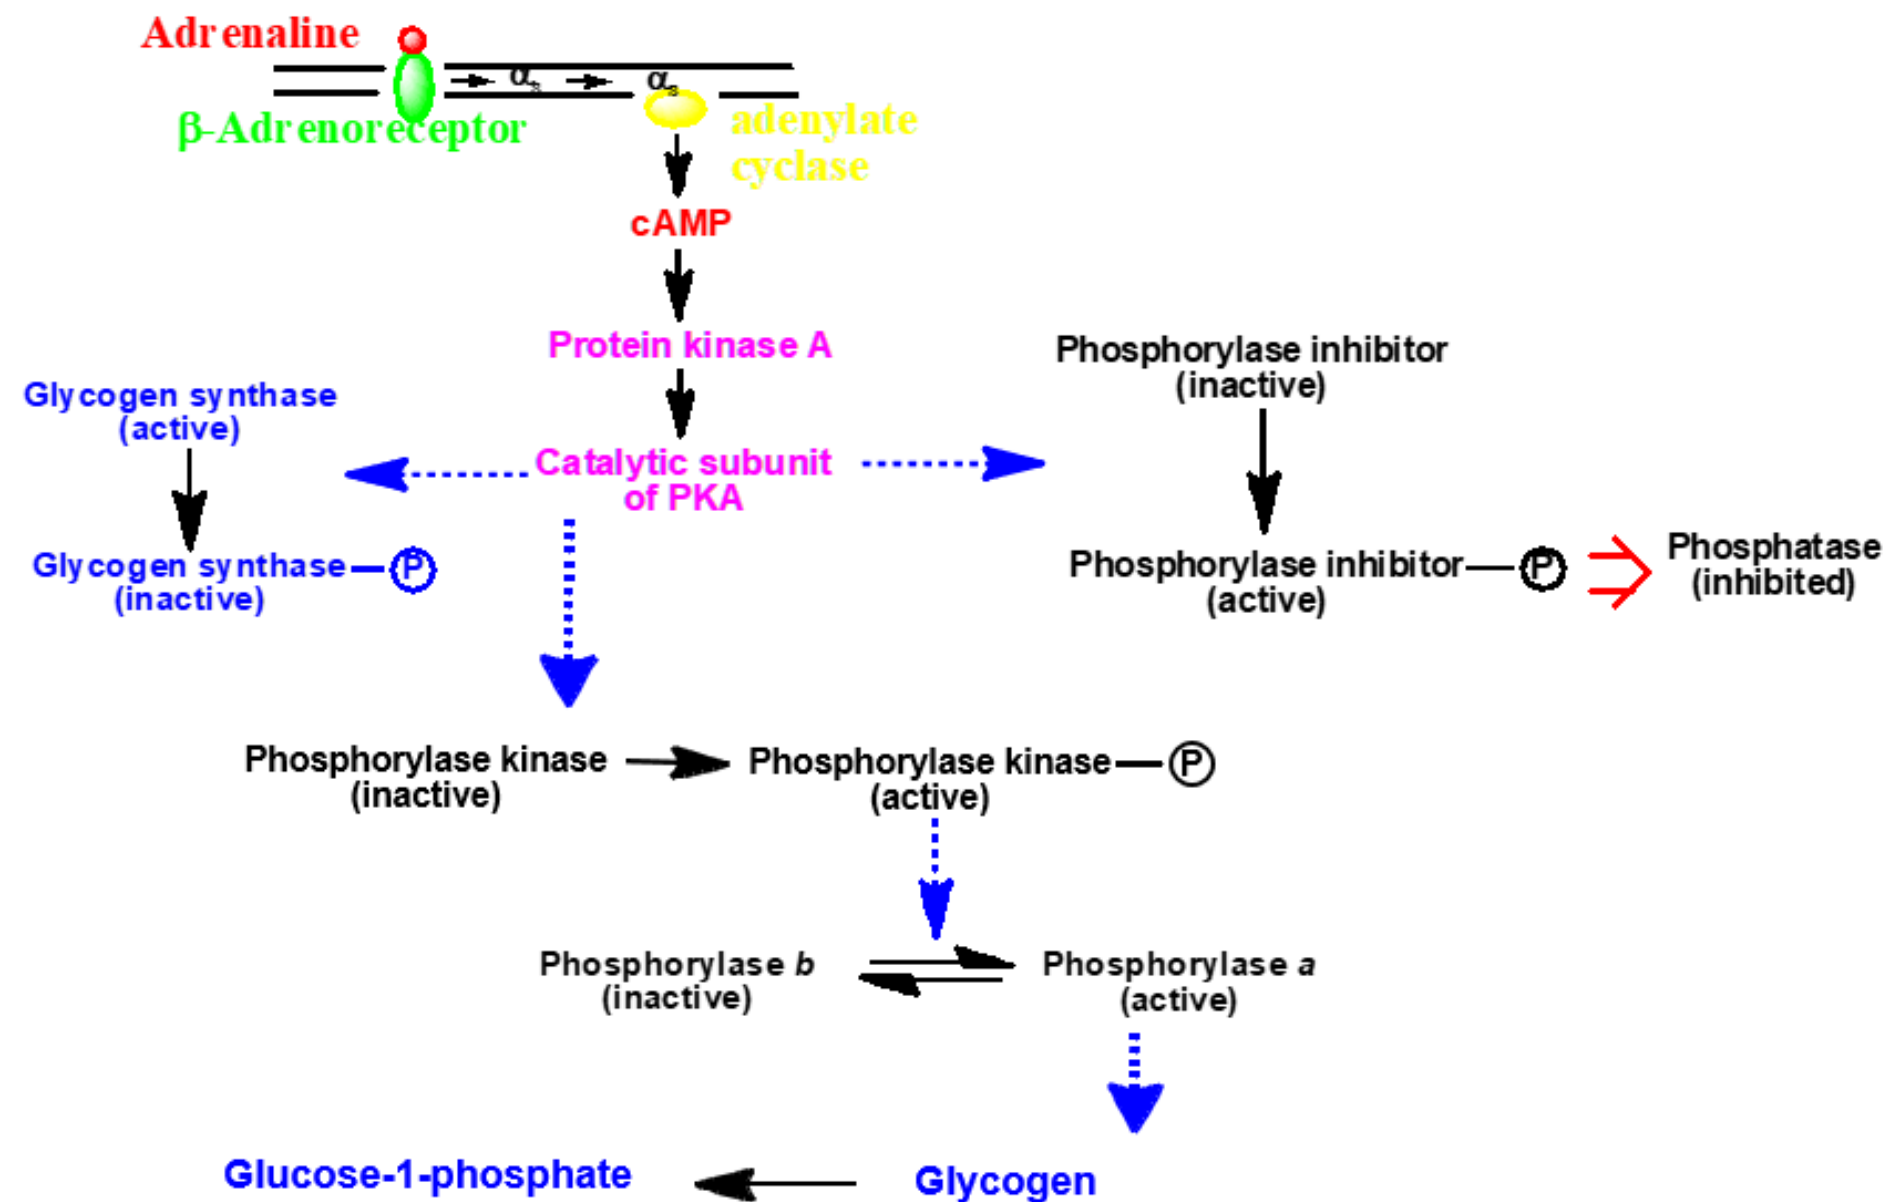 Adrenaline
αs
αs
β-Adrenoreceptor
adenylate
cyclase
cAMP
Protein kinase A
Phosphorylase inhibitor
(inactive)
Glycogen synthase
(active)
Catalytic subunit
of PKA
Glycogen synthase—P
(inactive)
Phosphorylase inhibitor—P
(active)
Phosphatase
(inhibited)
Phosphorylase kinase
(inactive)
Phosphorylase kinase—P
(active)
Phosphorylase b
(inactive)
Phosphorylase a
(active)
Glucose-1-phosphate
Glycogen